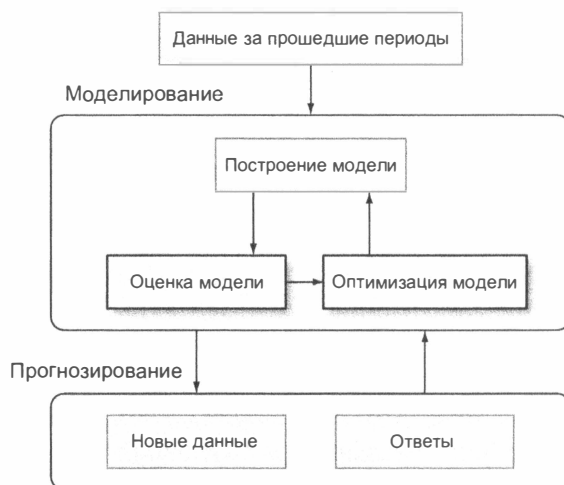 Данные за прошедшие периоды
Моделирование
Построение модели
Оценка модели
Оптимизация модели
Прогнозирование
Новые данные
Ответы